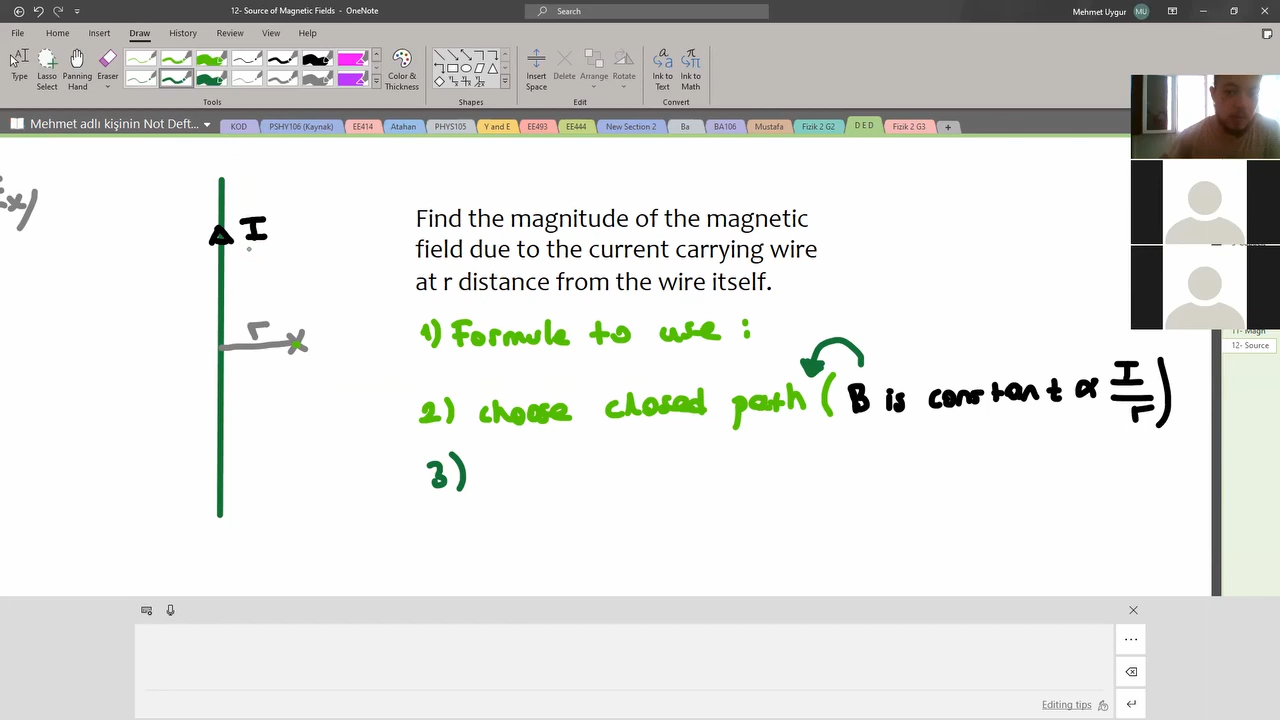 12- Source of Magnetic Fields - OneNote
Search
Mehmet Uygur
MU
File Home Insert Draw History Review View Help
Type
Lasso Select
Panning Hand
Eraser
Color & Thickness
Insert Space
Delete
Arrange
Rotate
Ink to Text
Ink to Math
Tools
Shapes
Edit
Convert
Mehmet adlı kişinin Not Deft...
KOD PSHY106 (Kaynak) EE414 Atahan PHYS105 Y and E EE493 EE444 New Section 2 Ba BA106 Mustafa Fizik 2 G2 D E D Fizik 2 G3 +
x)
I
r
Find the magnitude of the magnetic
field due to the current carrying wire
at r distance from the wire itself.
1) Formule to use :
2) choose closed path ( B is constant α I/r )
3)
11- Magn
12- Source
Editing tips